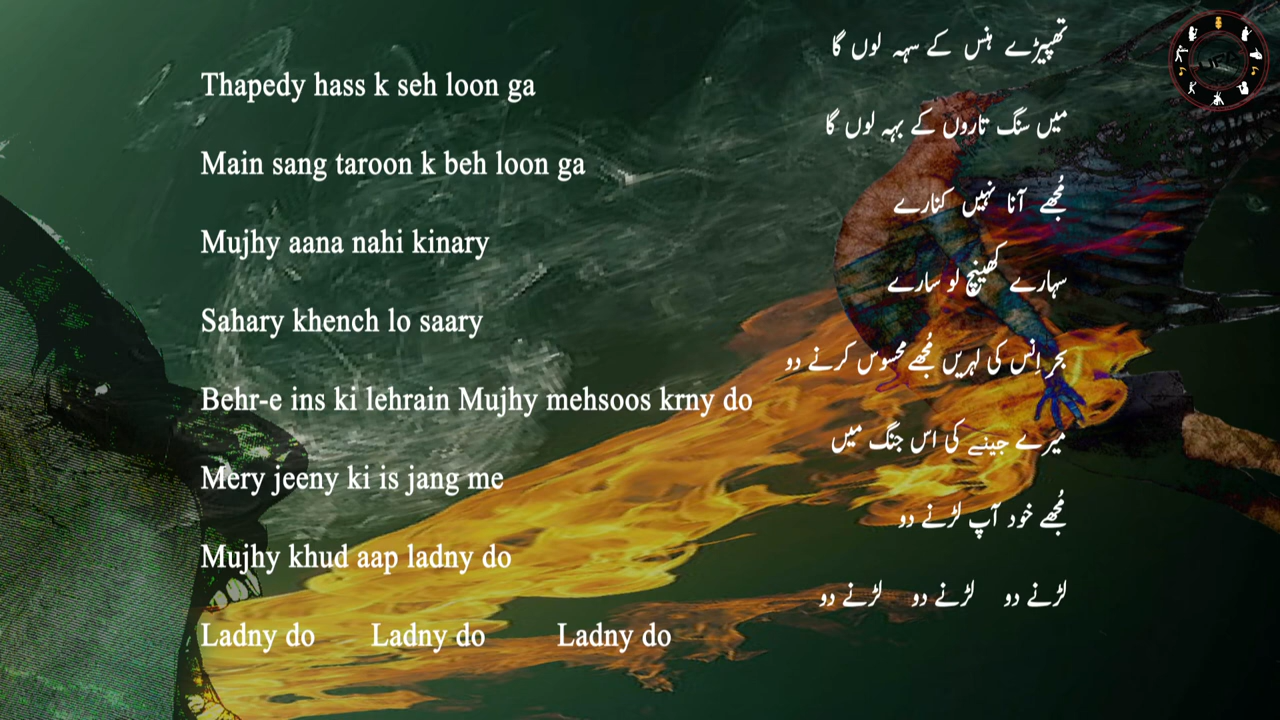 Thapedy hass k seh loon ga
Main sang taroon k beh loon ga
Mujhy aana nahi kinary
Sahary khench lo saary
Behr-e ins ki lehrain Mujhy mehsoos krny do
Mery jeeny ki is jang me
Mujhy khud aap ladny do
Ladny do Ladny do Ladny do
تھپیڑے ہنس کے سہہ لوں گا
میں سنگ تاروں کے بہہ لوں گا
مُجھے آنا نہیں کنارے
سہارے کھینچ لو سارے
بحرِ اِنس کی لہریں مُجھے محسوس کرنے دو
میرے جینے کی اس جنگ میں
مُجھے خود آپ لڑنے دو
لڑنے دو لڑنے دو لڑنے دو